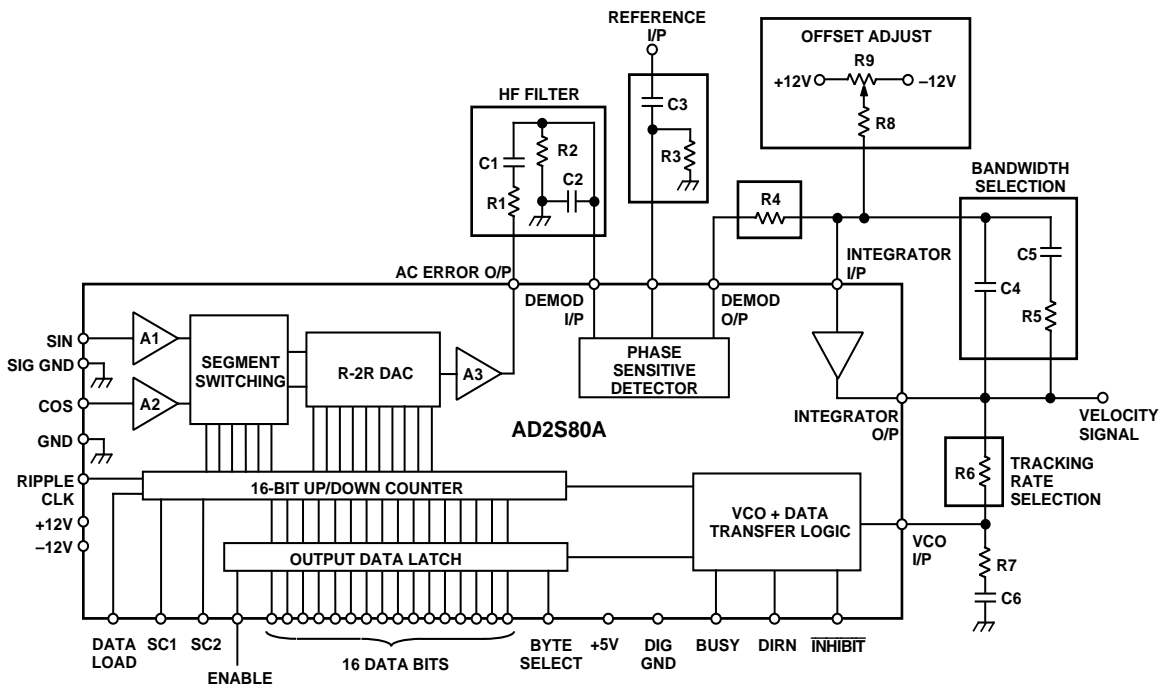 REFERENCE
I/P
OFFSET ADJUST
R9
+12V
–12V
R8
HF FILTER
C3
R3
C1
R2
C2
R1
BANDWIDTH
SELECTION
R4
C5
C4
R5
AC ERROR O/P
DEMOD
I/P
DEMOD
O/P
INTEGRATOR
I/P
SIN
SIG GND
COS
GND
RIPPLE
CLK
+12V
–12V
A1
A2
SEGMENT
SWITCHING
R-2R DAC
A3
PHASE
SENSITIVE
DETECTOR
INTEGRATOR
O/P
VELOCITY
SIGNAL
AD2S80A
R6
TRACKING
RATE
SELECTION
16-BIT UP/DOWN COUNTER
VCO + DATA
TRANSFER LOGIC
VCO
I/P
OUTPUT DATA LATCH
R7
C6
DATA
LOAD
SC1
SC2
ENABLE
16 DATA BITS
BYTE
SELECT
+5V
DIG
GND
BUSY
DIRN
INHIBIT